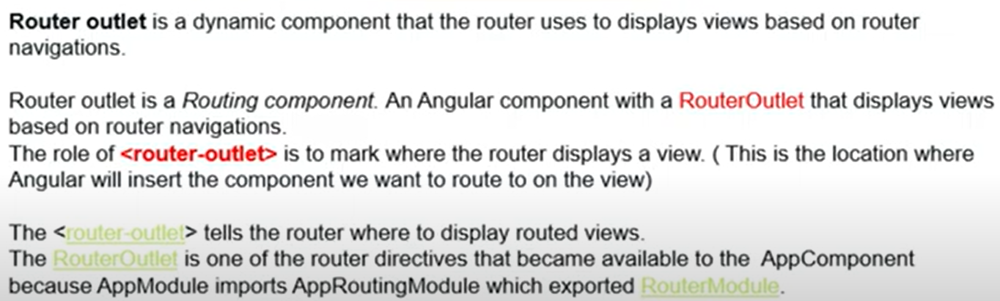 Router outlet is a dynamic component that the router uses to displays views based on router
navigations.
Router outlet is a Routing component. An Angular component with a RouterOutlet that displays views
based on router navigations.
The role of <router-outlet> is to mark where the router displays a view. ( This is the location where
Angular will insert the component we want to route to on the view)
The <router-outlet> tells the router where to display routed views.
The RouterOutlet is one of the router directives that became available to the  AppComponent
because AppModule imports AppRoutingModule which exported RouterModule.